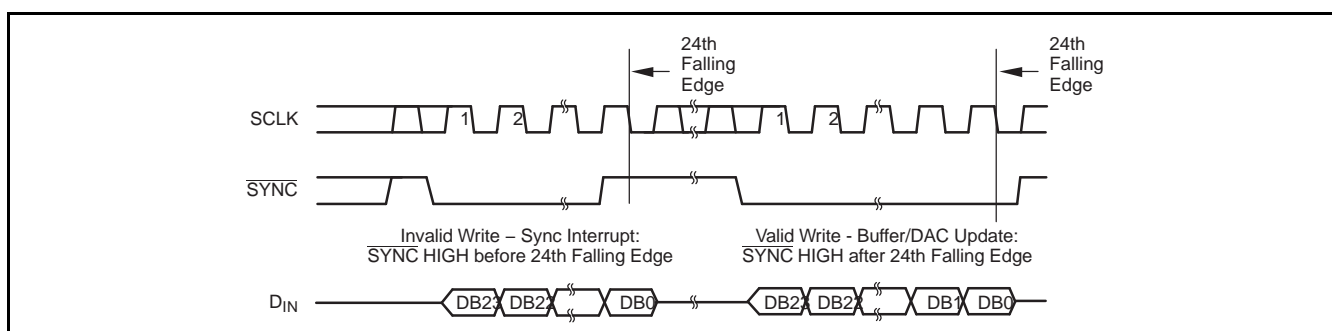 24th
Falling
Edge
24th
Falling
Edge
SCLK
1
2
1
2
SYNC
Invalid Write – Sync Interrupt:
SYNC HIGH before 24th Falling Edge
Valid Write - Buffer/DAC Update:
SYNC HIGH after 24th Falling Edge
DIN
DB23
DB22
DB0
DB23
DB22
DB1
DB0